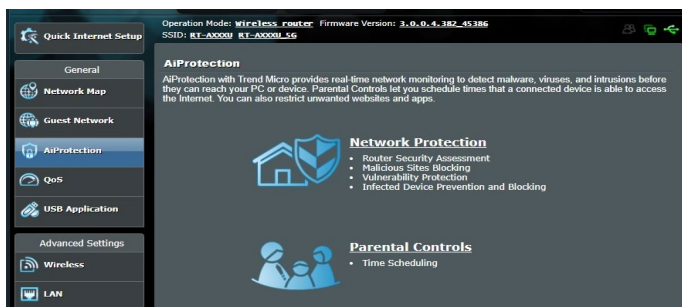 Quick Internet Setup
Operation Mode: Wireless router Firmware Version: 3.0.0.4.382_45386
SSID: RT-AXXXU RT-AXXXU_5G
General
Network Map
Guest Network
AiProtection
QoS
USB Application
Advanced Settings
Wireless
LAN
AiProtection
AiProtection with Trend Micro provides real-time network monitoring to detect malware, viruses, and intrusions before
they can reach your PC or device. Parental Controls let you schedule times that a connected device is able to access
the Internet. You can also restrict unwanted websites and apps.
Network Protection
• Router Security Assessment
• Malicious Sites Blocking
• Vulnerability Protection
• Infected Device Prevention and Blocking
Parental Controls
• Time Scheduling